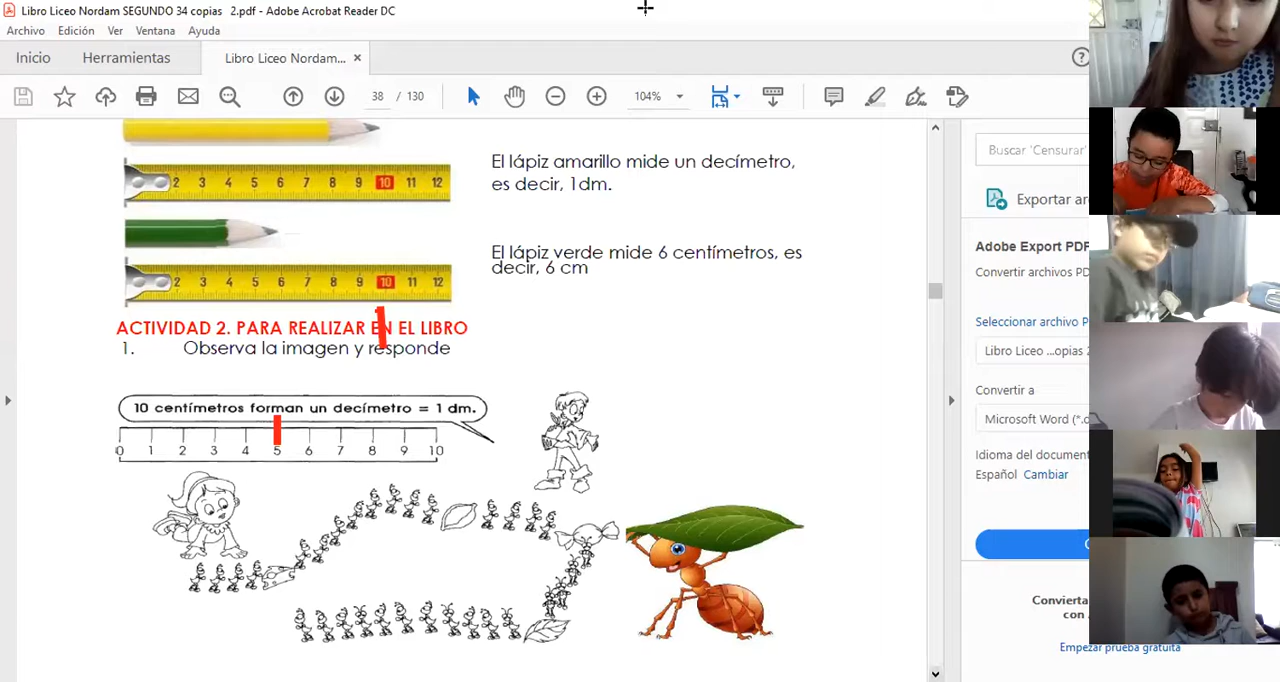 Libro Liceo Nordam SEGUNDO 34 copias 2.pdf - Adobe Acrobat Reader DC
Archivo Edición Ver Ventana Ayuda
Inicio Herramientas Libro Liceo Nordam... ×
38 / 130 104%
Buscar 'Censurar'
El lápiz amarillo mide un decímetro,
es decir, 1dm.
2 3 4 5 6 7 8 9 10 11 12
Exportar
El lápiz verde mide 6 centímetros, es
decir, 6 cm
2 3 4 5 6 7 8 9 10 11 12
ACTIVIDAD 2. PARA REALIZAR EN EL LIBRO
1. Observa la imagen y responde
10 centímetros forman un decímetro = 1 dm.
0 1 2 3 4 5 6 7 8 9 10
Adobe Export PDF
Convertir archivos
Seleccionar archivo
Libro Liceo ...opias
Convertir a
Microsoft Word
Idioma del document
Español Cambiar
Convierta
con
Empezar prueba gratuita